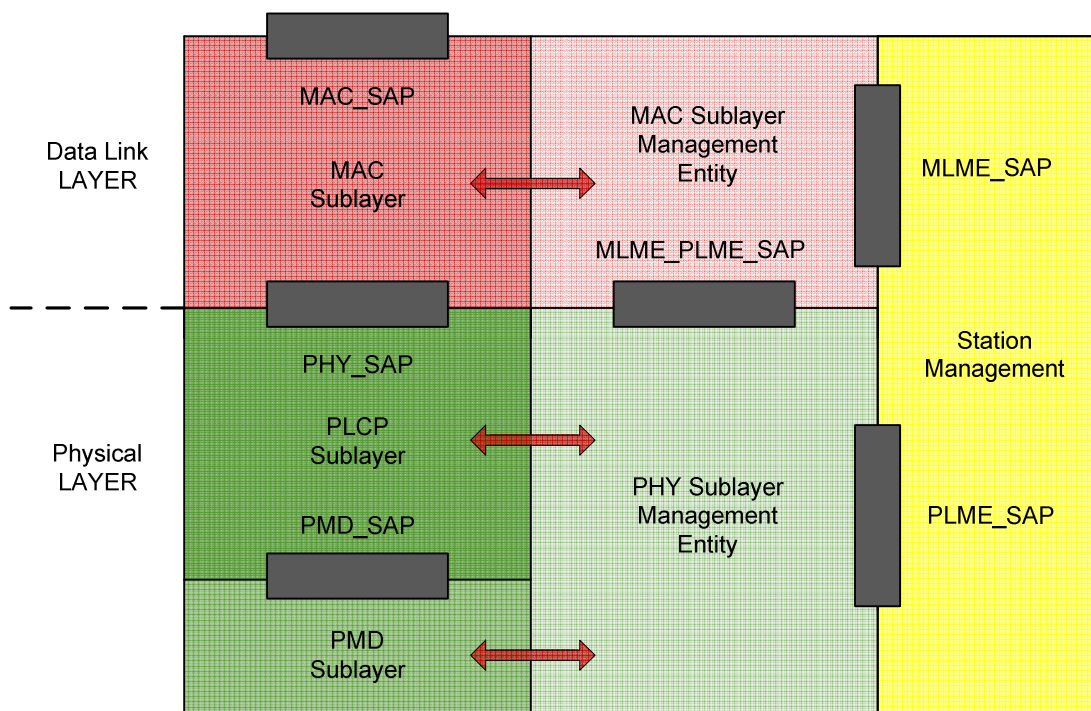 MAC_SAP
MAC Sublayer
Management
Entity
Data Link
LAYER
MAC
Sublayer
MLME_SAP
MLME_PLME_SAP
PHY_SAP
Station
Management
PLCP
Sublayer
Physical
LAYER
PHY Sublayer
Management
Entity
PMD_SAP
PLME_SAP
PMD
Sublayer